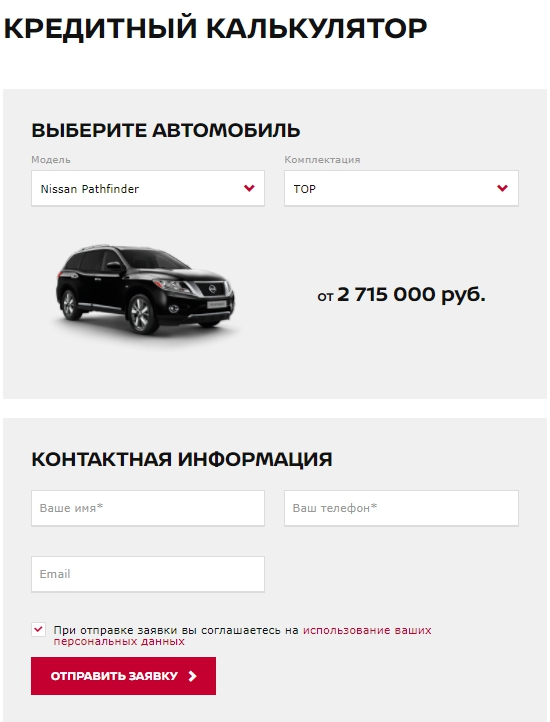 КРЕДИТНЫЙ КАЛЬКУЛЯТОР
ВЫБЕРИТЕ АВТОМОБИЛЬ
Модель
Комплектация
Nissan Pathfinder
TOP
от 2 715 000 руб.
КОНТАКТНАЯ ИНФОРМАЦИЯ
Ваше имя*
Ваш телефон*
Email
При отправке заявки вы соглашаетесь на использование ваших
персональных данных
ОТПРАВИТЬ ЗАЯВКУ